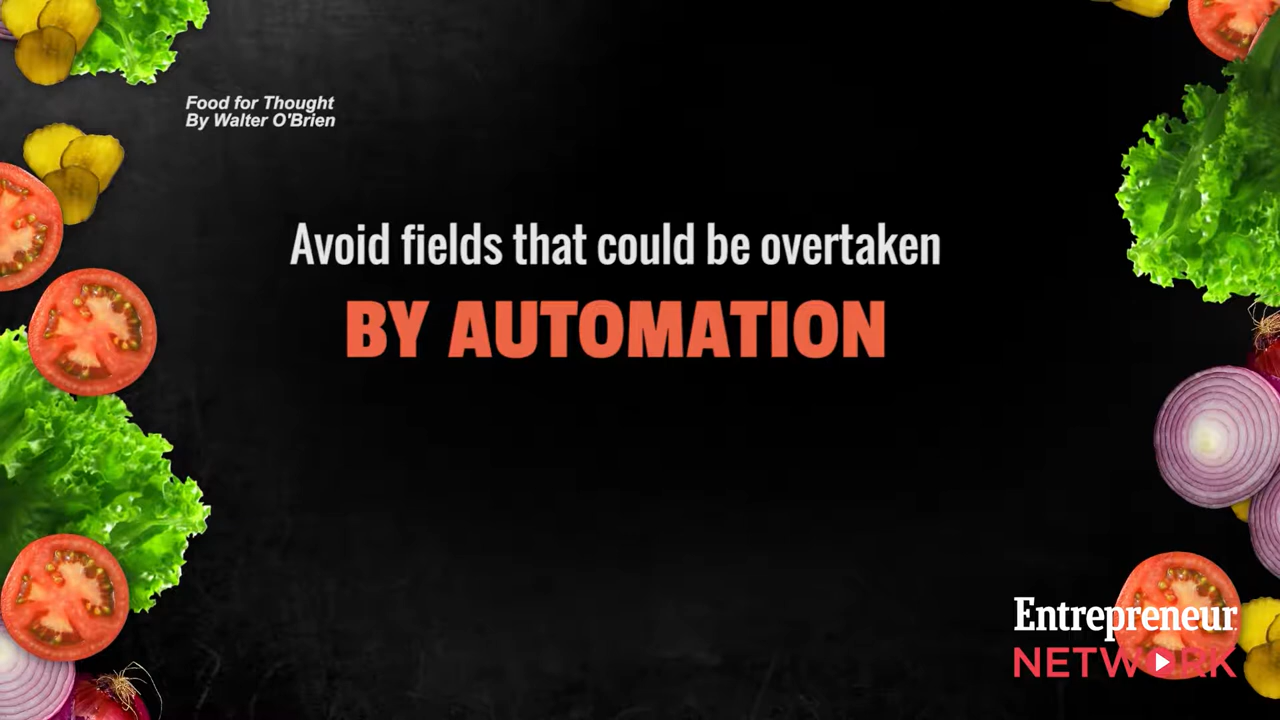 Food for Thought
By Walter O'Brien
Avoid fields that could be overtaken
BY AUTOMATION
Entrepreneur
NETWORK